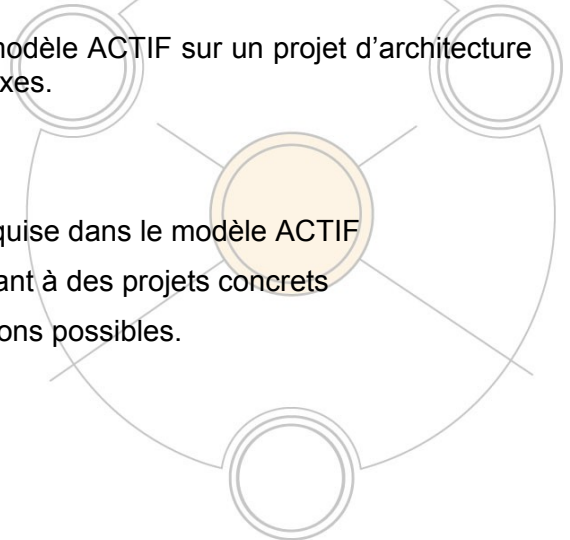 modèle ACTIF sur un projet d’architecture
xes.
quise dans le modèle ACTIF
ant à des projets concrets
ons possibles.